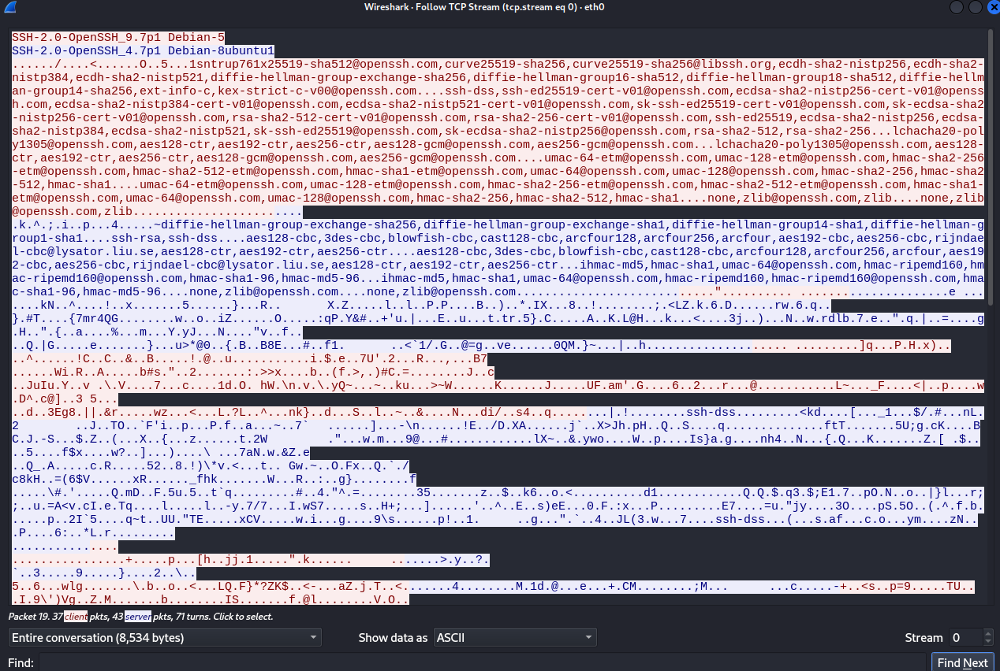 Wireshark · Follow TCP Stream (tcp.stream eq 0) · eth0
SSH-2.0-OpenSSH_9.7p1 Debian-5
SSH-2.0-OpenSSH_4.7p1 Debian-8ubuntu1
....../....<......O..5...1sntrup761x25519-sha512@openssh.com,curve25519-sha256,curve25519-sha256@libssh.org,ecdh-sha2-nistp256,ecdh-sha2-
nistp384,ecdh-sha2-nistp521,diffie-hellman-group-exchange-sha256,diffie-hellman-group16-sha512,diffie-hellman-group18-sha512,diffie-hellm
an-group14-sha256,ext-info-c,kex-strict-c-v00@openssh.com....ssh-dss,ssh-ed25519-cert-v01@openssh.com,ecdsa-sha2-nistp256-cert-v01@openss
h.com,ecdsa-sha2-nistp384-cert-v01@openssh.com,ecdsa-sha2-nistp521-cert-v01@openssh.com,sk-ssh-ed25519-cert-v01@openssh.com,sk-ecdsa-sha2
-nistp256-cert-v01@openssh.com,rsa-sha2-512-cert-v01@openssh.com,rsa-sha2-256-cert-v01@openssh.com,ssh-ed25519,ecdsa-sha2-nistp256,ecdsa-
sha2-nistp384,ecdsa-sha2-nistp521,sk-ssh-ed25519@openssh.com,sk-ecdsa-sha2-nistp256@openssh.com,rsa-sha2-512,rsa-sha2-256...lchacha20-pol
y1305@openssh.com,aes128-ctr,aes192-ctr,aes256-ctr,aes128-gcm@openssh.com,aes256-gcm@openssh.com...lchacha20-poly1305@openssh.com,aes128-
ctr,aes192-ctr,aes256-ctr,aes128-gcm@openssh.com,aes256-gcm@openssh.com....umac-64-etm@openssh.com,umac-128-etm@openssh.com,hmac-sha2-256
-etm@openssh.com,hmac-sha2-512-etm@openssh.com,hmac-sha1-etm@openssh.com,umac-64@openssh.com,umac-128@openssh.com,hmac-sha2-256,hmac-sha2
-512,hmac-sha1....umac-64-etm@openssh.com,umac-128-etm@openssh.com,hmac-sha2-256-etm@openssh.com,hmac-sha2-512-etm@openssh.com,hmac-sha1-
etm@openssh.com,umac-64@openssh.com,umac-128@openssh.com,hmac-sha2-256,hmac-sha2-512,hmac-sha1....none,zlib@openssh.com,zlib....none,zlib
@openssh.com,zlib........................
.k.^.;.i..p...4.....~diffie-hellman-group-exchange-sha256,diffie-hellman-group-exchange-sha1,diffie-hellman-group14-sha1,diffie-hellman-g
roup1-sha1....ssh-rsa,ssh-dss....aes128-cbc,3des-cbc,blowfish-cbc,cast128-cbc,arcfour128,arcfour256,arcfour,aes192-cbc,aes256-cbc,rijndae
l-cbc@lysator.liu.se,aes128-ctr,aes192-ctr,aes256-ctr....aes128-cbc,3des-cbc,blowfish-cbc,cast128-cbc,arcfour128,arcfour256,arcfour,aes19
2-cbc,aes256-cbc,rijndael-cbc@lysator.liu.se,aes128-ctr,aes192-ctr,aes256-ctr...ihmac-md5,hmac-sha1,umac-64@openssh.com,hmac-ripemd160,hm
ac-ripemd160@openssh.com,hmac-sha1-96,hmac-md5-96...ihmac-md5,hmac-sha1,umac-64@openssh.com,hmac-ripemd160,hmac-ripemd160@openssh.com,hma
c-sha1-96,hmac-md5-96....none,zlib@openssh.com....none,zlib@openssh.com............................".......... .......................e ...
....kN..^....!..x.......5......}...R.. X.Z.....l..l..P.P....B..)..*.IX...8..!........;.<LZ.k.6.D......rw.6.q..
}.#T....{7mr4QG........w..o..iZ......O.....:qP.Y&#..+'u.|...E..u...t.tr.5}.C.....A..K.L@H...k...<....3j..)...N..w.rdlb.7.e..".q.|..=....g
.H..".{..a....%...m...Y.yJ...N...."v..f..
..Q.|G.....e.......}...u>*@0..{.B..B8E...#..f1. ..<`1/.G..@=g..ve......0QM.}~...|..h.................... .........]q...P.H.x)..
..^......!C..C..&..B.....!.@..u...........i.$.e..7U'.2...R...,...B7
......Wi.R..A.....b#s."..2.......:.>>x....b..(f.>,.)#C.=........J..c
..JuIu.Y..v .\.V....7...c....1d.O. hW.\n.v.\.yQ~...~..ku...>~W......K......J.....UF.am'.G....6..2...r...@...........L~..._F....<|..p....w
.D^.c@]..3 5...
..d..3Eg8.||.&r.....wz...<...L.?L..^...nk}..d...S..l..~..&....N...di/..s4..q........|.!........ssh-dss.........<kd....[..._1...$/.#...nL.
2 ..J..TO..`F'i..p...P.f..a...~..7` .....]...-\n......!E../D.XA......j`..X>Jh.pH..Q..S....q..............ftT.......5U;g.cK....B
C.J.-S...$.Z..(...X..{...z......t.2W ."...w.m...9@...#............lX~..&.ywo....W..p....Is}a.g....nh4..N...{.Q...K.......Z.[ .$..
..5....f$x....w?..]...)....\ ...7aN.w.&Z.e
..Q_.A.....c.R.....52..8.!)\*v.<...t.. Gw.~..O.Fx..Q.`./
c8kH..=(6$V......xR......_fhk.......W...R..:..g}........f
.....\#.'.....Q.mD..F.5u.5..t`q.........#..4."^.=........35.......z..$..k6..o.<..........d1............Q.Q.$.q3.$;E1.7..pO.N..o..|}l...r;
;..u.=A<v.cI.e.Tq....l.....l..-y.7/7...I.wS7.....s..H+;...]......'..^..E..s)eE...0.F.:x...P.........E7....=u."jy....3O....pS.5O..(.^.f.b.
.....p..2I`5....q~t..UU."TE.....xCV.....w.i...g....9\s......p!..1. ..g...".`..4..JL(3.w...7....ssh-dss...(...s.af...c.o...ym....zN..
.P....6:..*L.r.........
...............
................+.....p...[h..jj.1.....".k...... .......>.y..?.
`..3.....9.....}....2..\..
5..6...wlg.......\.b..o..<...LQ.F}*?ZK$..<-...aZ.j.T..<.......4........M.1d.@...e...+.CM........;M... ...c.....-+..<s..p=9.....TU..
.I.9\')Vg..Z.M.......b........IS.......f.@l........V.O..
Packet 19. 37 client pkts, 43 server pkts, 71 turns. Click to select.
Entire conversation (8,534 bytes) Show data as ASCII Stream 0
Find: Find Next